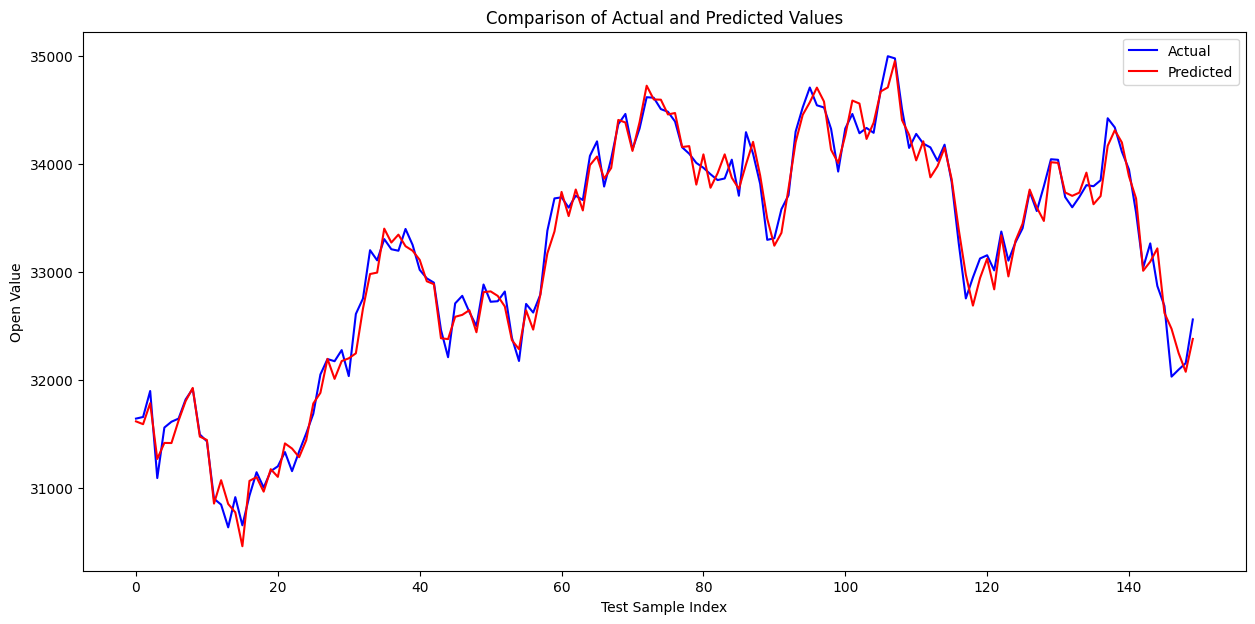 Comparison of Actual and Predicted Values
Actual
Predicted
35000
34000
33000
32000
31000
Open Value
0 20 40 60 80 100 120 140
Test Sample Index